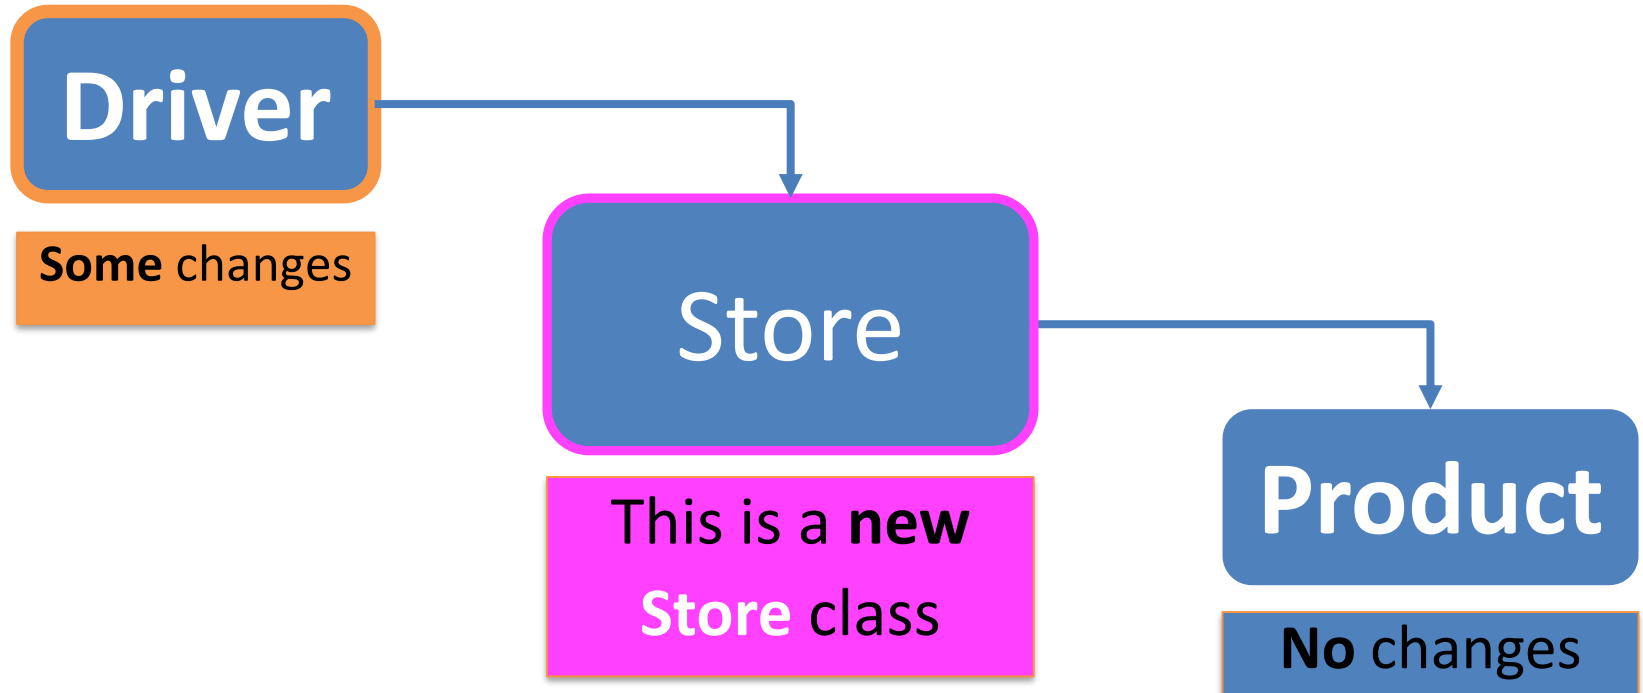 Driver
Some changes
Store
This is a new
Store class
Product
No changes